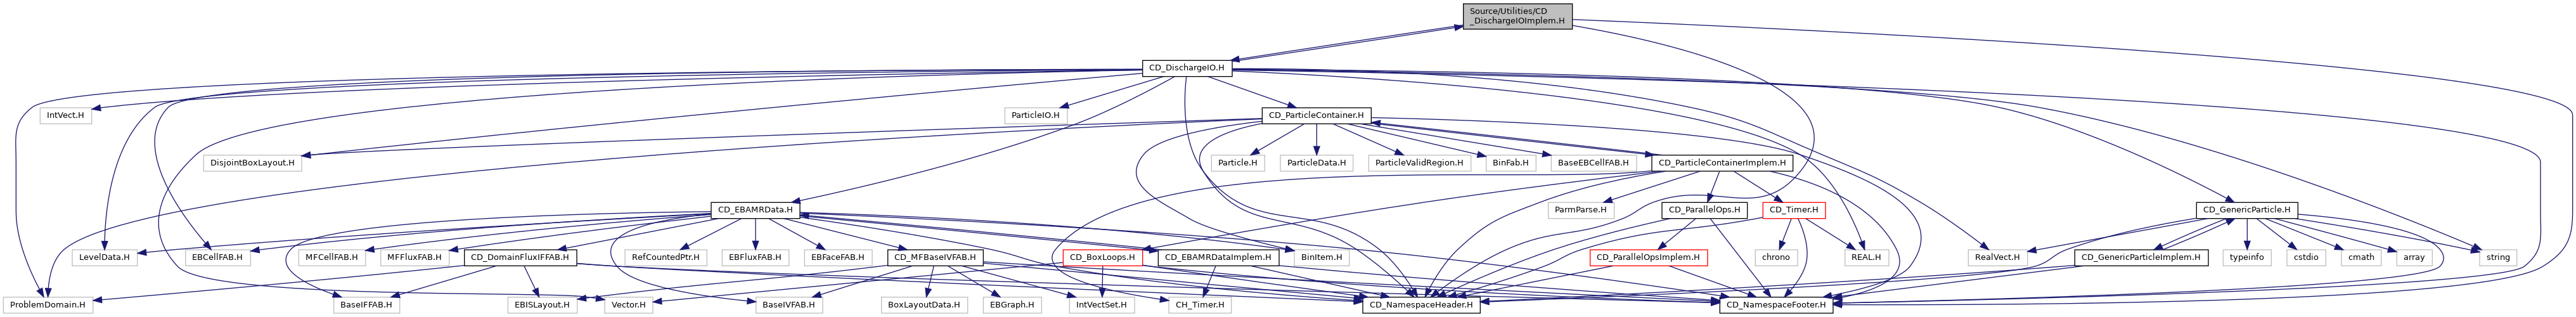 Source/Utilities/CD
_DischargeIOImplem.H
CD_DischargeIO.H
IntVect.H
ParticleIO.H
CD_ParticleContainer.H
DisjointBoxLayout.H
Particle.H
ParticleData.H
ParticleValidRegion.H
BinFab.H
BaseEBCellFAB.H
CD_ParticleContainerImplem.H
CD_EBAMRData.H
ParmParse.H
CD_ParallelOps.H
CD_Timer.H
CD_GenericParticle.H
LevelData.H
EBCellFAB.H
MFCellFAB.H
MFFluxFAB.H
CD_DomainFluxIFFAB.H
RefCountedPtr.H
EBFluxFAB.H
EBFaceFAB.H
CD_MFBaseIVFAB.H
CD_BoxLoops.H
CD_EBAMRDataImplem.H
BinItem.H
CD_ParallelOpsImplem.H
chrono
REAL.H
RealVect.H
CD_GenericParticleImplem.H
typeinfo
cstdio
cmath
array
string
ProblemDomain.H
BaseIFFAB.H
EBISLayout.H
Vector.H
BaseIVFAB.H
BoxLayoutData.H
EBGraph.H
IntVectSet.H
CH_Timer.H
CD_NamespaceHeader.H
CD_NamespaceFooter.H